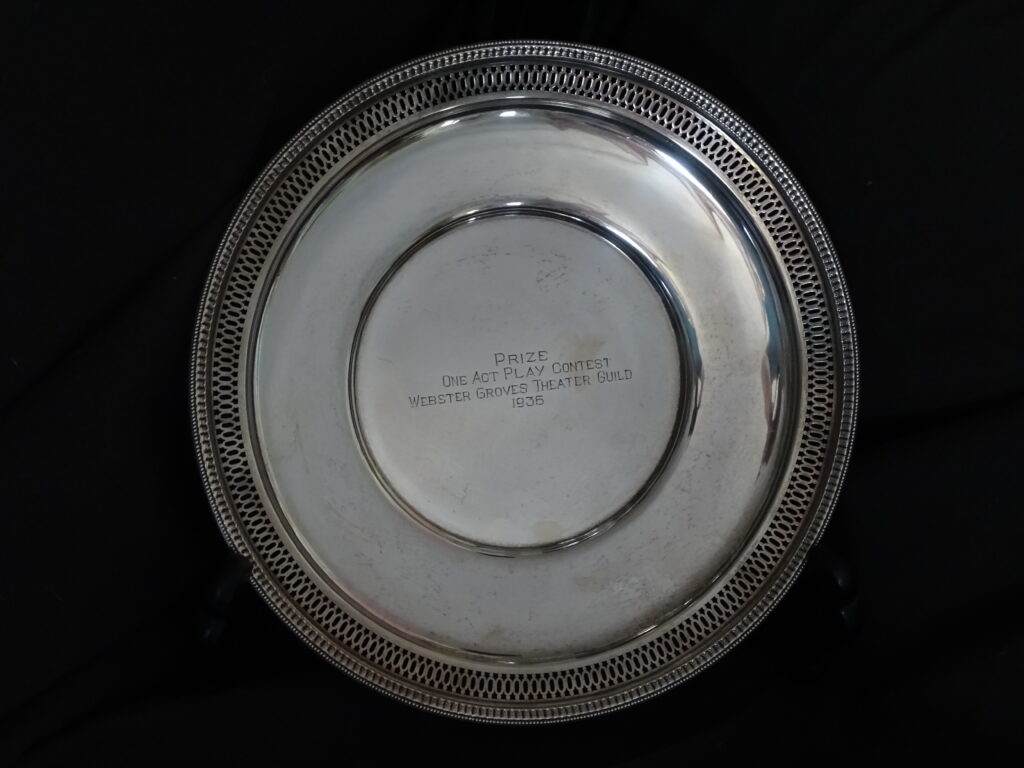 PRIZE
ONE ACT PLAY CONTEST
WEBSTER GROVES THEATER GUILD
1936